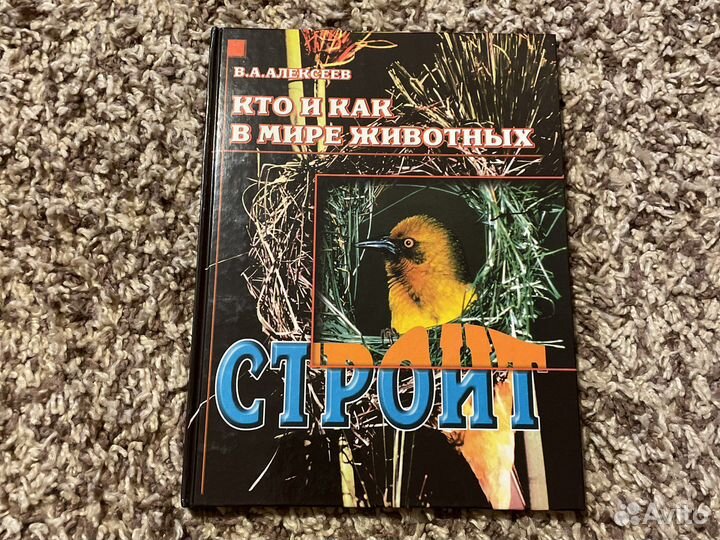 В.А.АЛЕКСЕЕВ
КТО И КАК
В МИРЕ ЖИВОТНЫХ
СТРОИТ
Avito